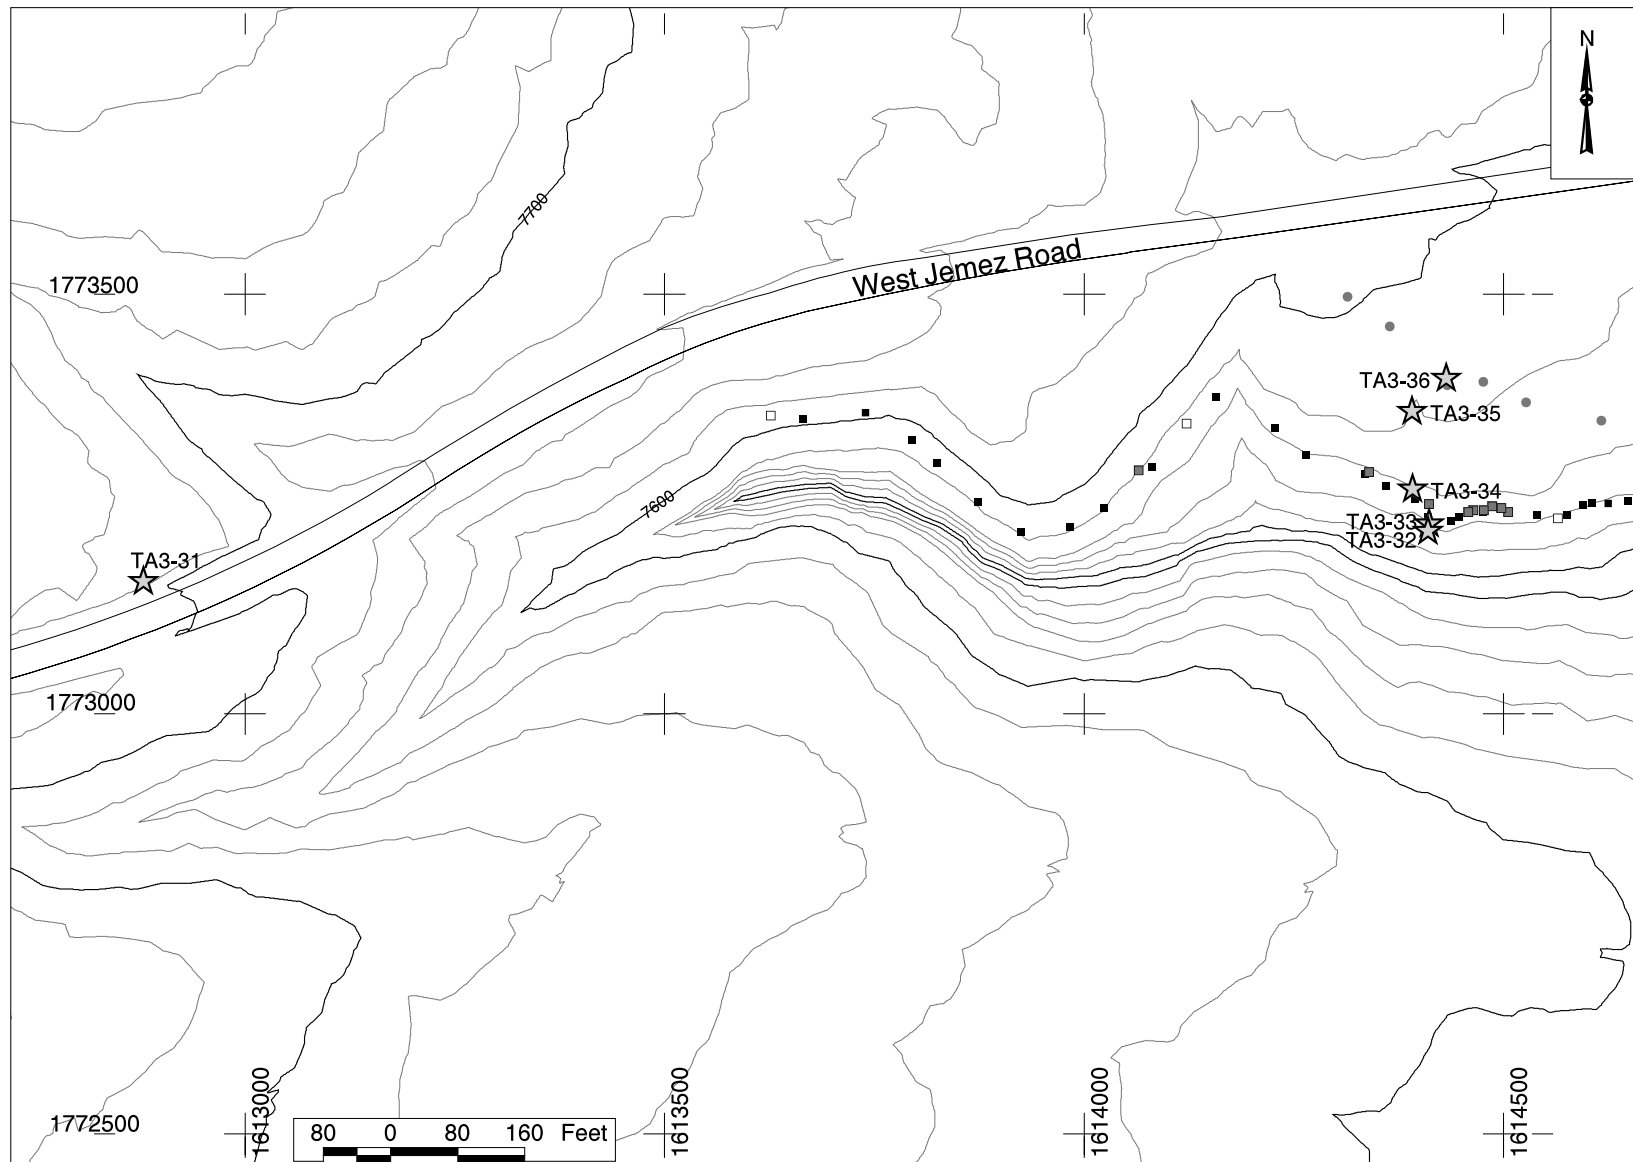 N
7700
West Jemez Road
1773500
TA3-36
TA3-35
7600
TA3-34
TA3-33
TA3-32
TA3-31
1773000
1772500
1613000
1613500
1614000
1614500
80 0 80 160 Feet